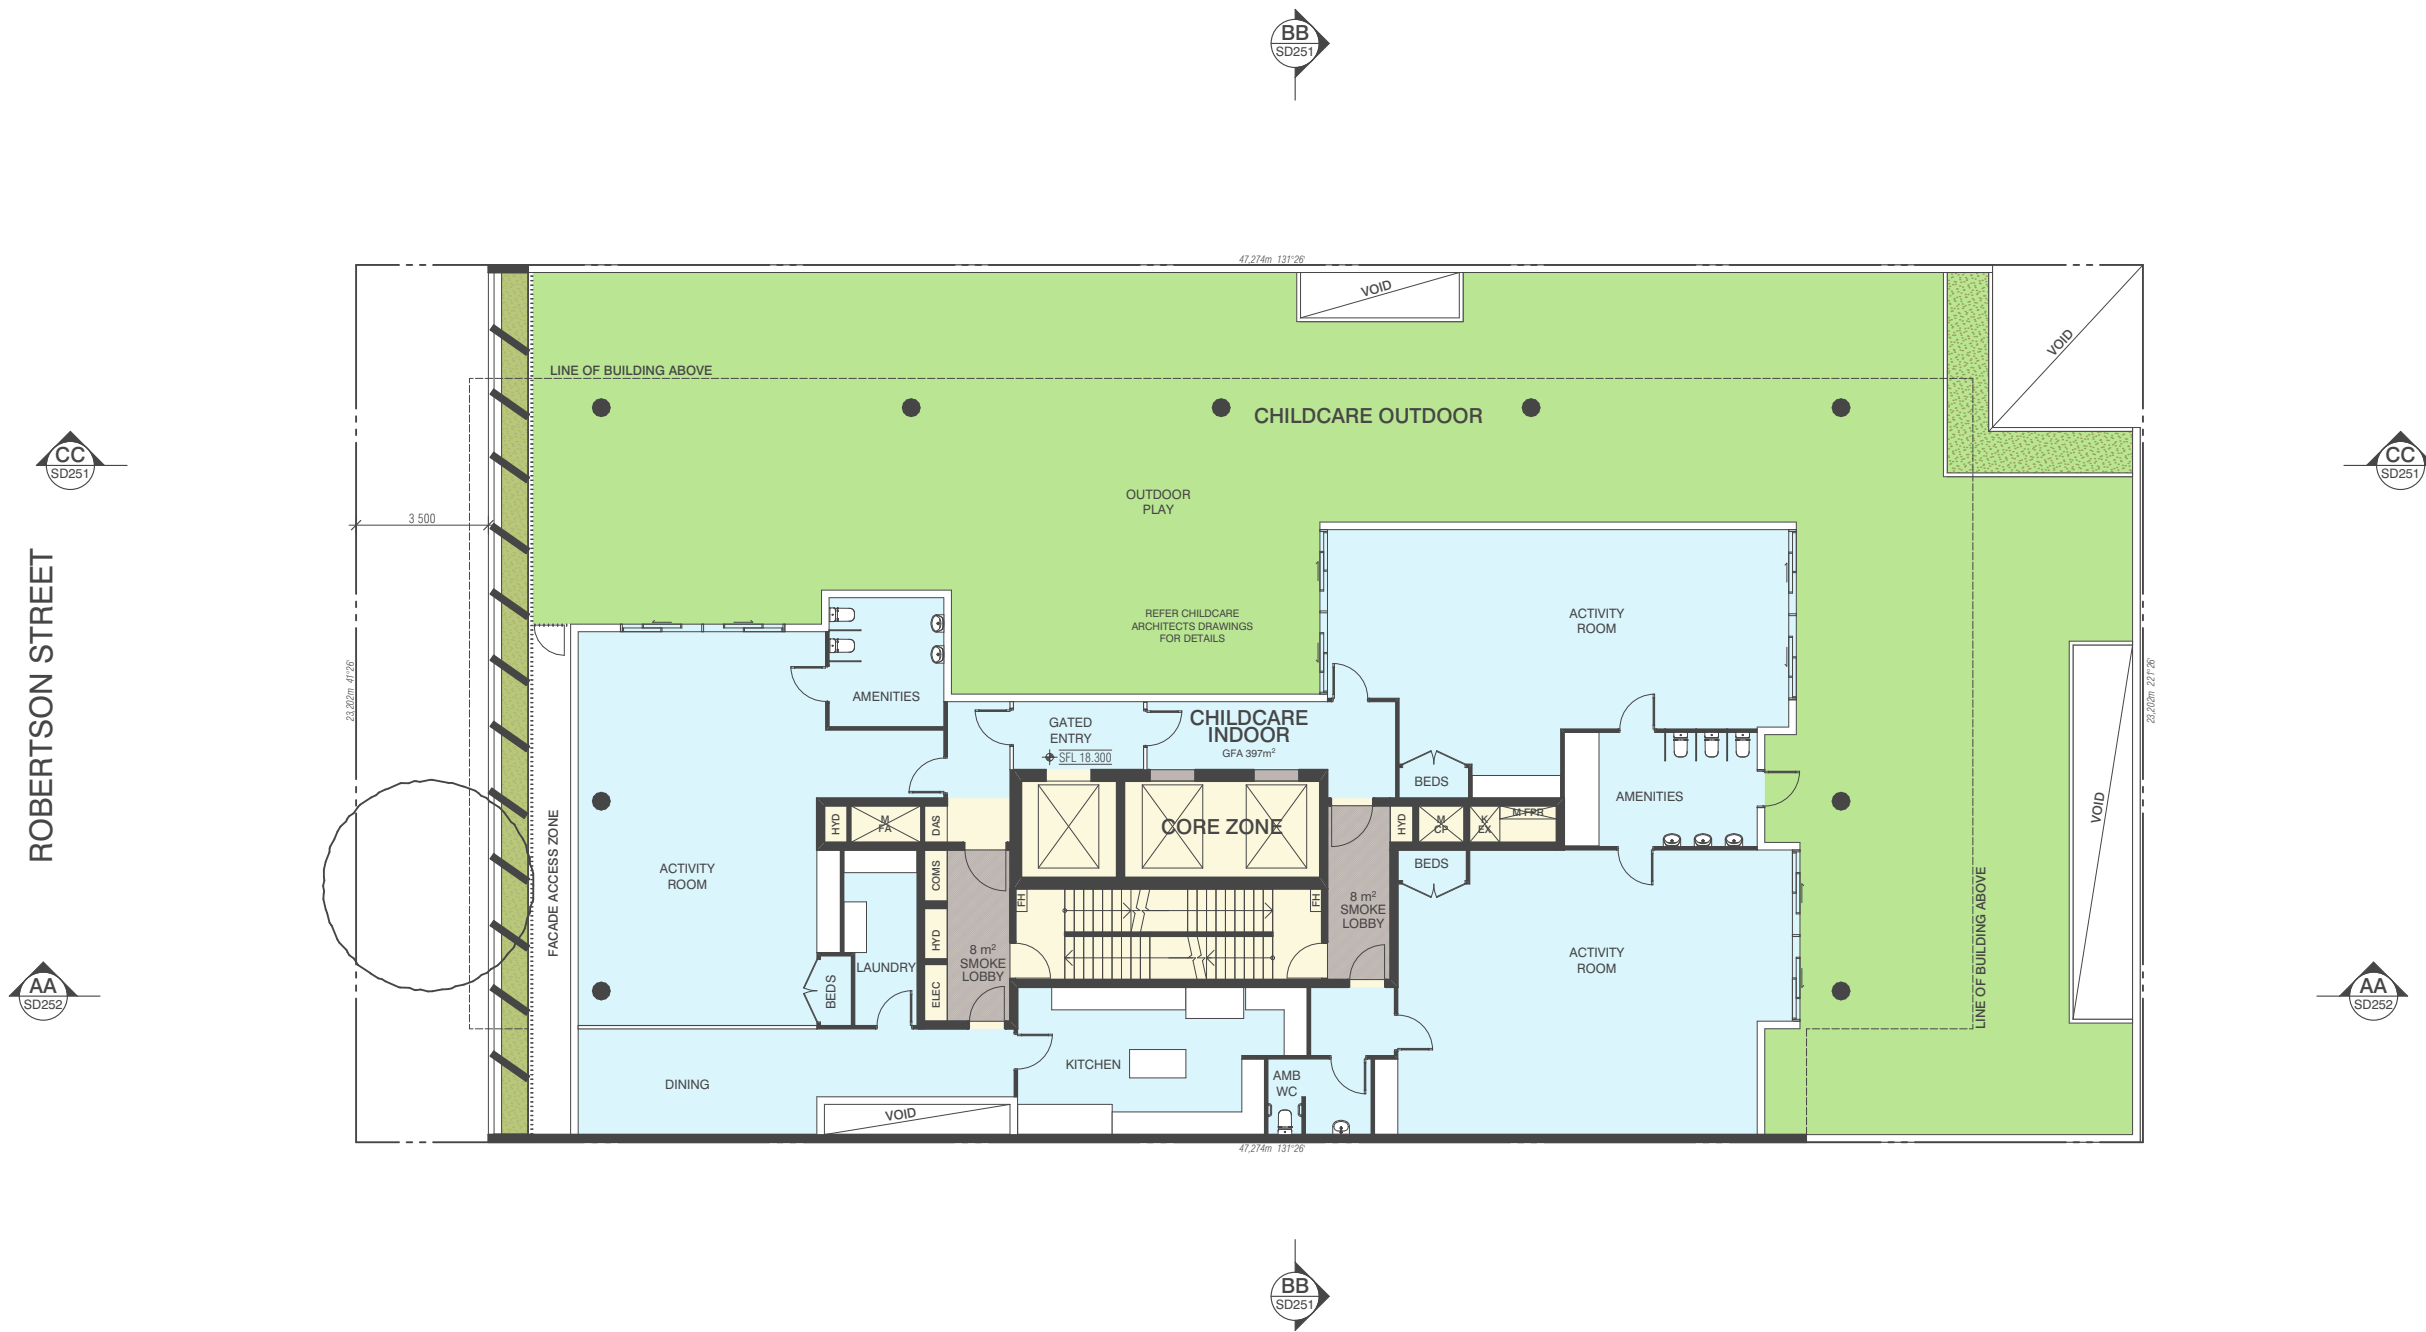 BB
SD251
47,274m 131°26'
VOID
VOID
LINE OF BUILDING ABOVE
CHILDCARE OUTDOOR
CC
SD251
CC
SD251
OUTDOOR
PLAY
3 500
ROBERTSON STREET
23,202m 41°26'
REFER CHILDCARE
ARCHITECTS DRAWINGS
FOR DETAILS
ACTIVITY
ROOM
23,202m 221°26'
AMENITIES
GATED
ENTRY
SFL 18.300
CHILDCARE
INDOOR
GFA 397m²
BEDS
AMENITIES
VOID
HYD
M
FA
DAS
CORE ZONE
HYD
M
CP
K
EX
M FPR
FACADE ACCESS ZONE
ACTIVITY
ROOM
COMS
BEDS
FH
FH
8 m²
SMOKE
LOBBY
LINE OF BUILDING ABOVE
HYD
8 m²
SMOKE
LOBBY
ACTIVITY
ROOM
LAUNDRY
BEDS
ELEC
AA
SD252
AA
SD252
DINING
KITCHEN
AMB
WC
VOID
47,274m 131°26'
BB
SD251